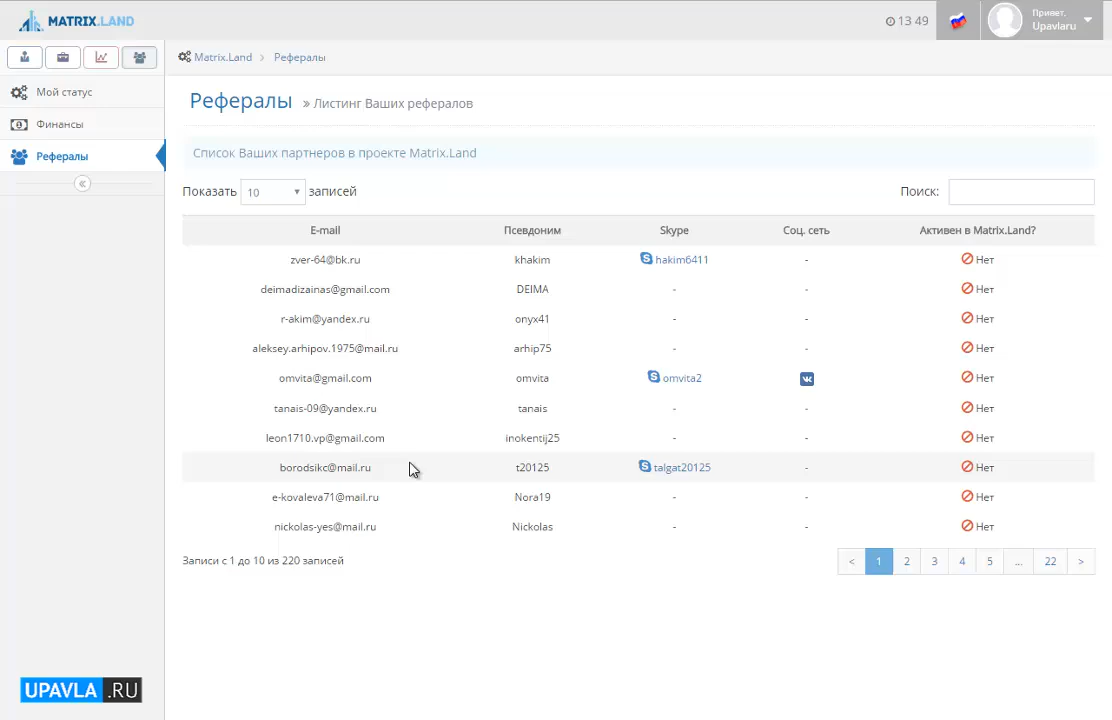 MATRIX.LAND
13 49
Привет,
Upavlaru
Matrix.Land > Рефералы
Мой статус
Финансы
Рефералы
«
Рефералы » Листинг Ваших рефералов
Список Ваших партнеров в проекте Matrix.Land
Показать 10 записей
Поиск:
E-mail Псевдоним Skype Соц. сеть Активен в Matrix.Land?
zver-64@bk.ru khakim hakim6411 - Нет
deimadizainas@gmail.com DEIMA - - Нет
r-akim@yandex.ru onyx41 - - Нет
aleksey.arhipov.1975@mail.ru arhip75 - - Нет
omvita@gmail.com omvita omvita2 Нет
tanais-09@yandex.ru tanais - - Нет
leon1710.vp@gmail.com inokentij25 - - Нет
borodsikc@mail.ru t20125 talgat20125 - Нет
e-kovaleva71@mail.ru Nora19 - - Нет
nickolas-yes@mail.ru Nickolas - - Нет
Записи с 1 до 10 из 220 записей
< 1 2 3 4 5 ... 22 >
UPAVLA.RU